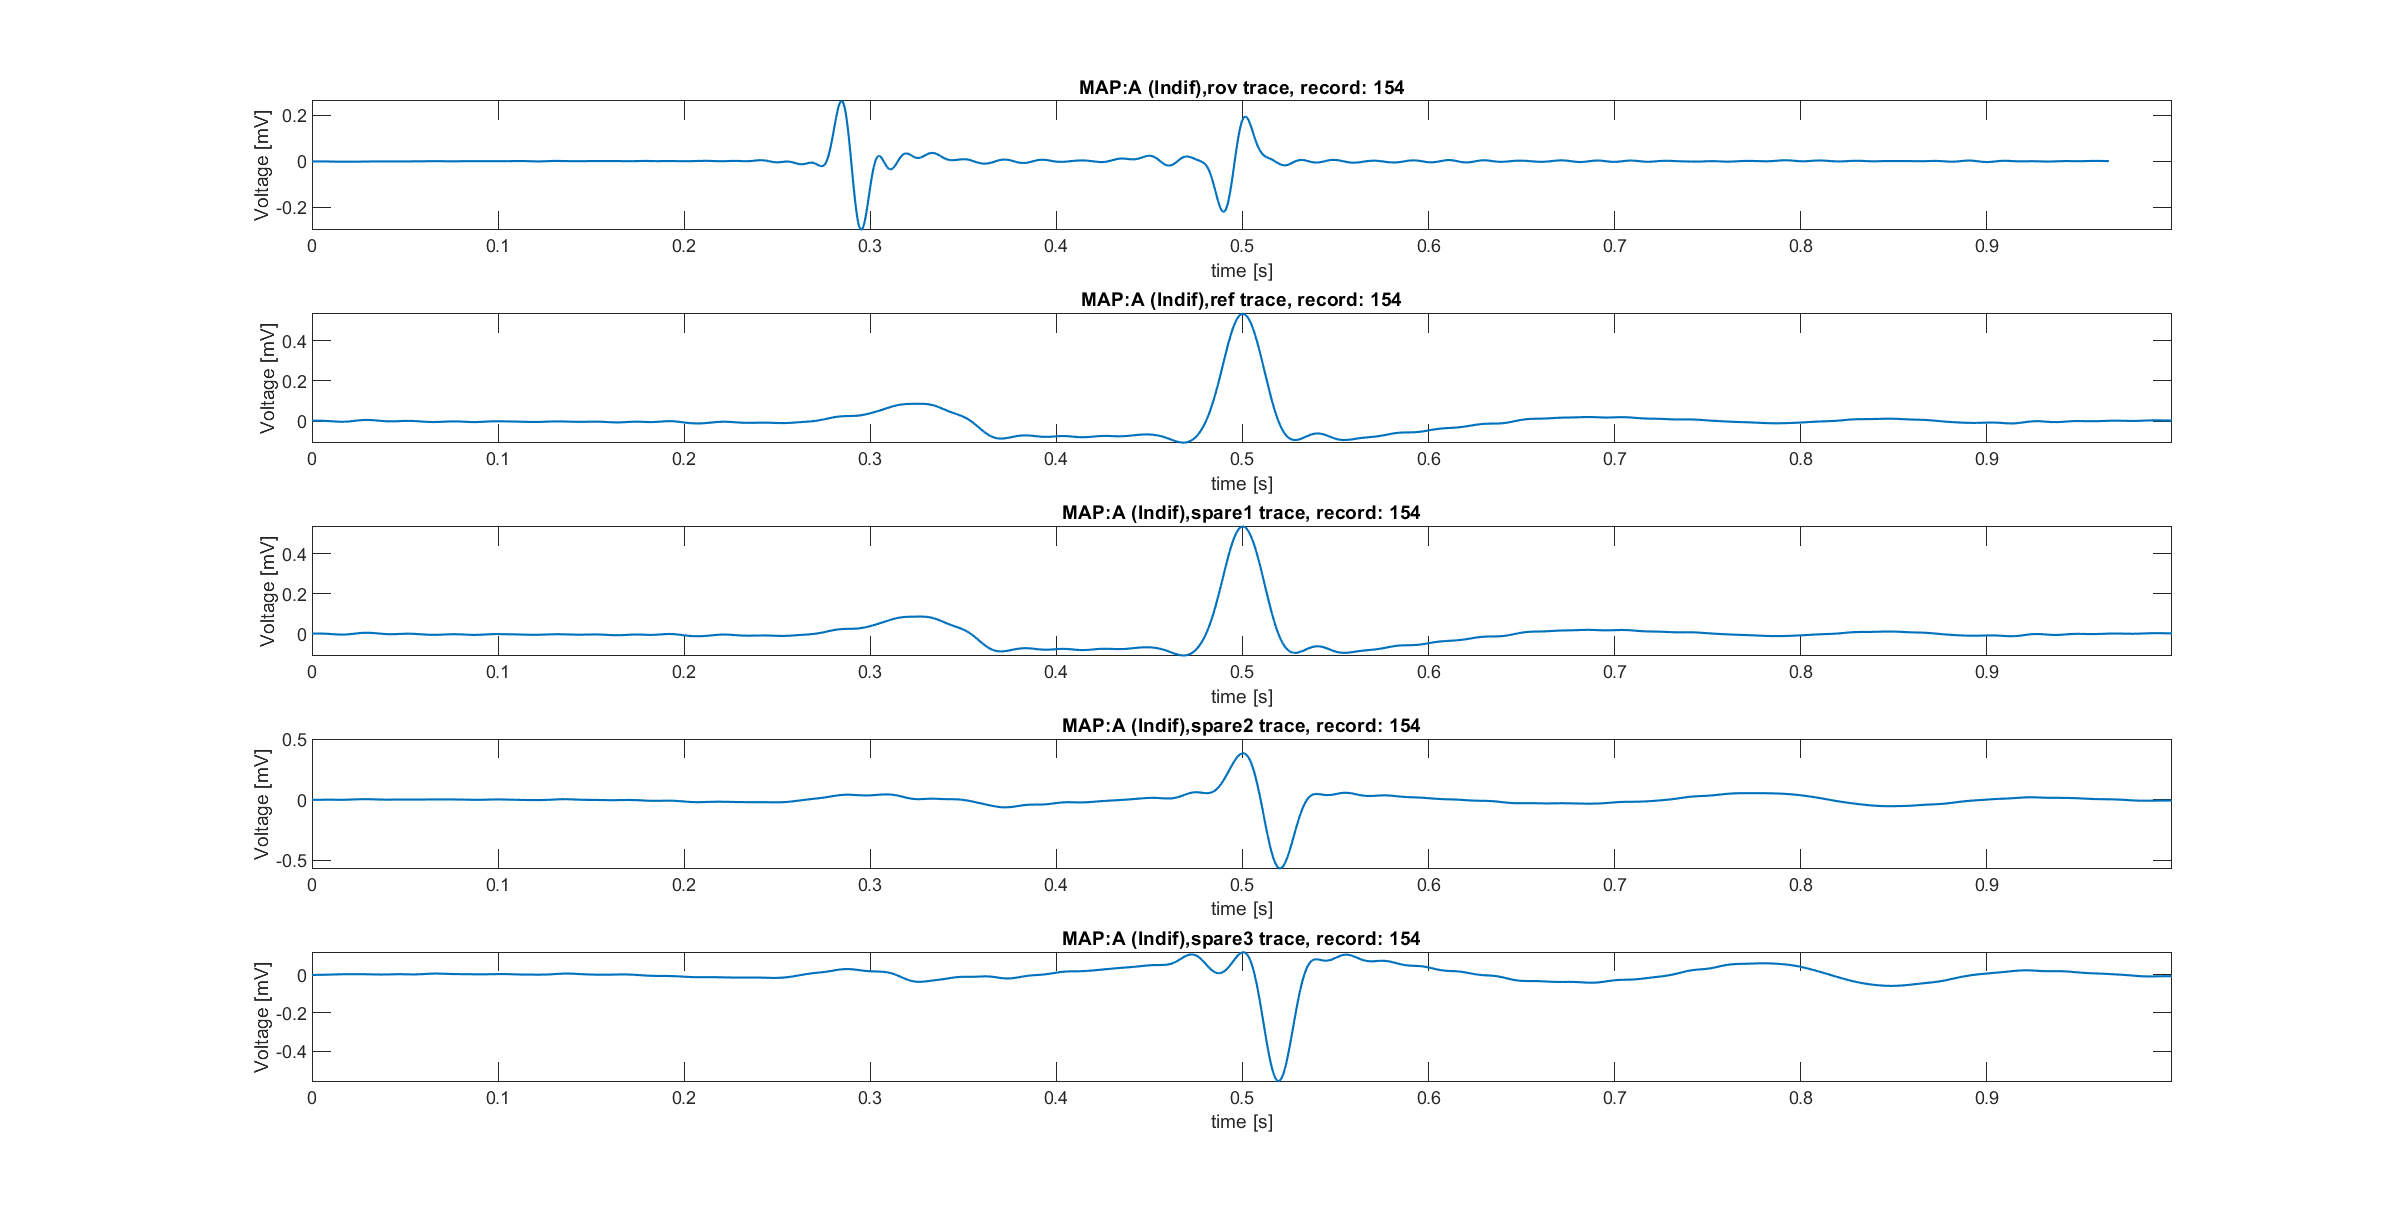 MAP:A (Indif),rov trace, record: 154
Voltage [mV]
0.2
0
-0.2
0 0.1 0.2 0.3 0.4 0.5 0.6 0.7 0.8 0.9
time [s]
MAP:A (Indif),ref trace, record: 154
Voltage [mV]
0.4
0.2
0
0 0.1 0.2 0.3 0.4 0.5 0.6 0.7 0.8 0.9
time [s]
MAP:A (Indif),spare1 trace, record: 154
Voltage [mV]
0.4
0.2
0
0 0.1 0.2 0.3 0.4 0.5 0.6 0.7 0.8 0.9
time [s]
MAP:A (Indif),spare2 trace, record: 154
Voltage [mV]
0.5
0
-0.5
0 0.1 0.2 0.3 0.4 0.5 0.6 0.7 0.8 0.9
time [s]
MAP:A (Indif),spare3 trace, record: 154
Voltage [mV]
0
-0.2
-0.4
0 0.1 0.2 0.3 0.4 0.5 0.6 0.7 0.8 0.9
time [s]